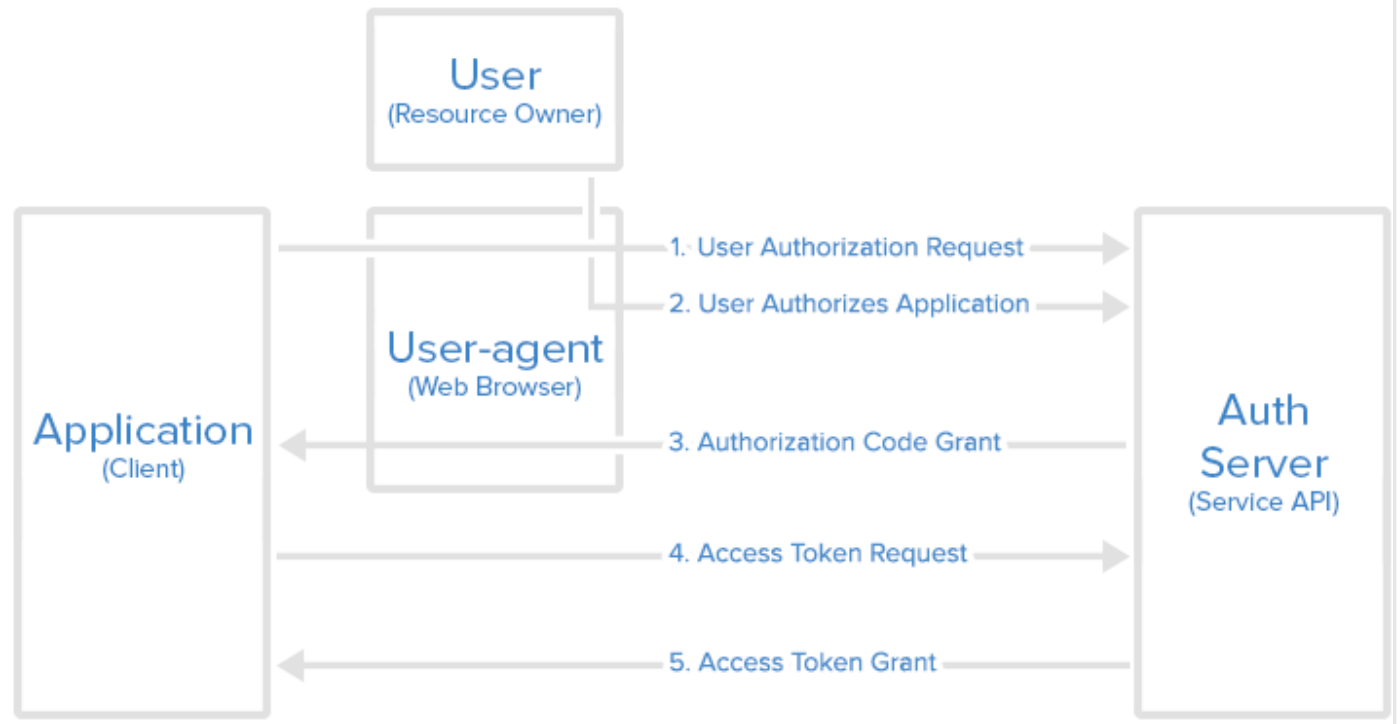 User
(Resource Owner)
1. User Authorization Request
2. User Authorizes Application
User-agent
(Web Browser)
Application
(Client)
3. Authorization Code Grant
Auth
Server
(Service API)
4. Access Token Request
5. Access Token Grant